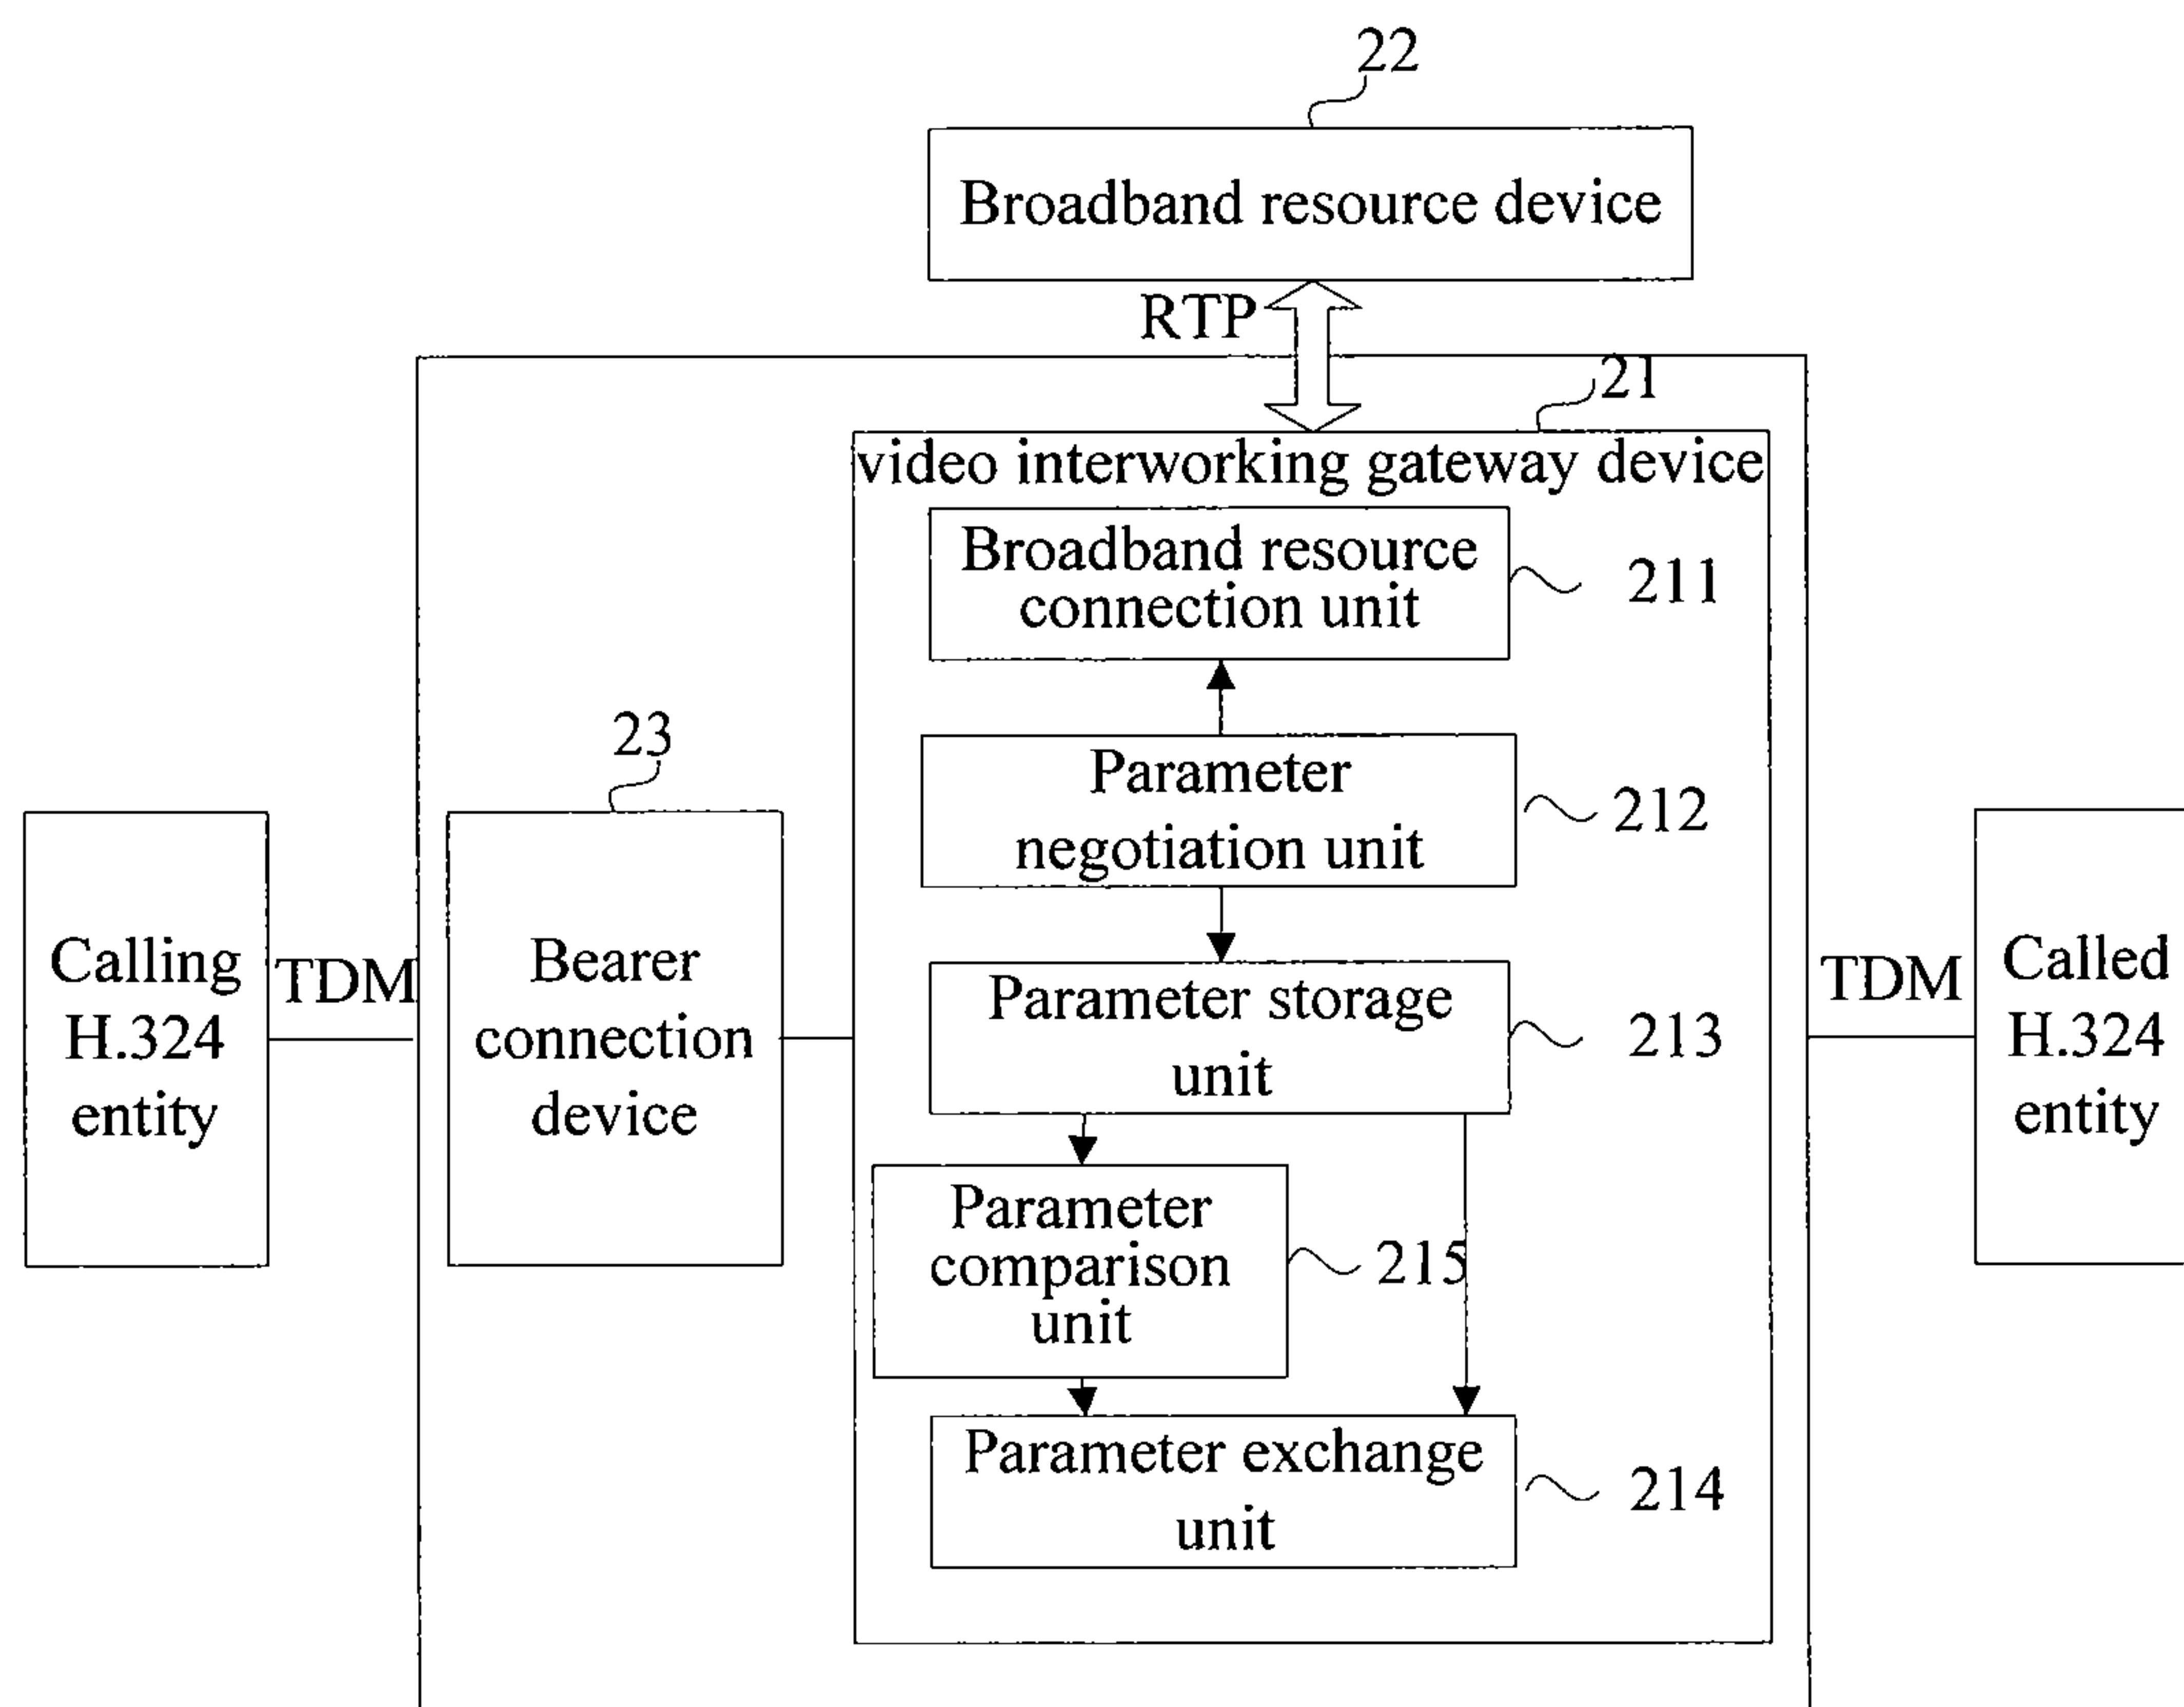 22
Broadband resource device
RTP
21
video interworking gateway device
Broadband resource
connection unit
211
23
Parameter
negotiation unit
212
Calling
H.324
entity
TDM
Bearer
connection
device
Parameter storage
unit
213
TDM
Called
H.324
entity
Parameter
comparison
unit
215
Parameter exchange
unit
214